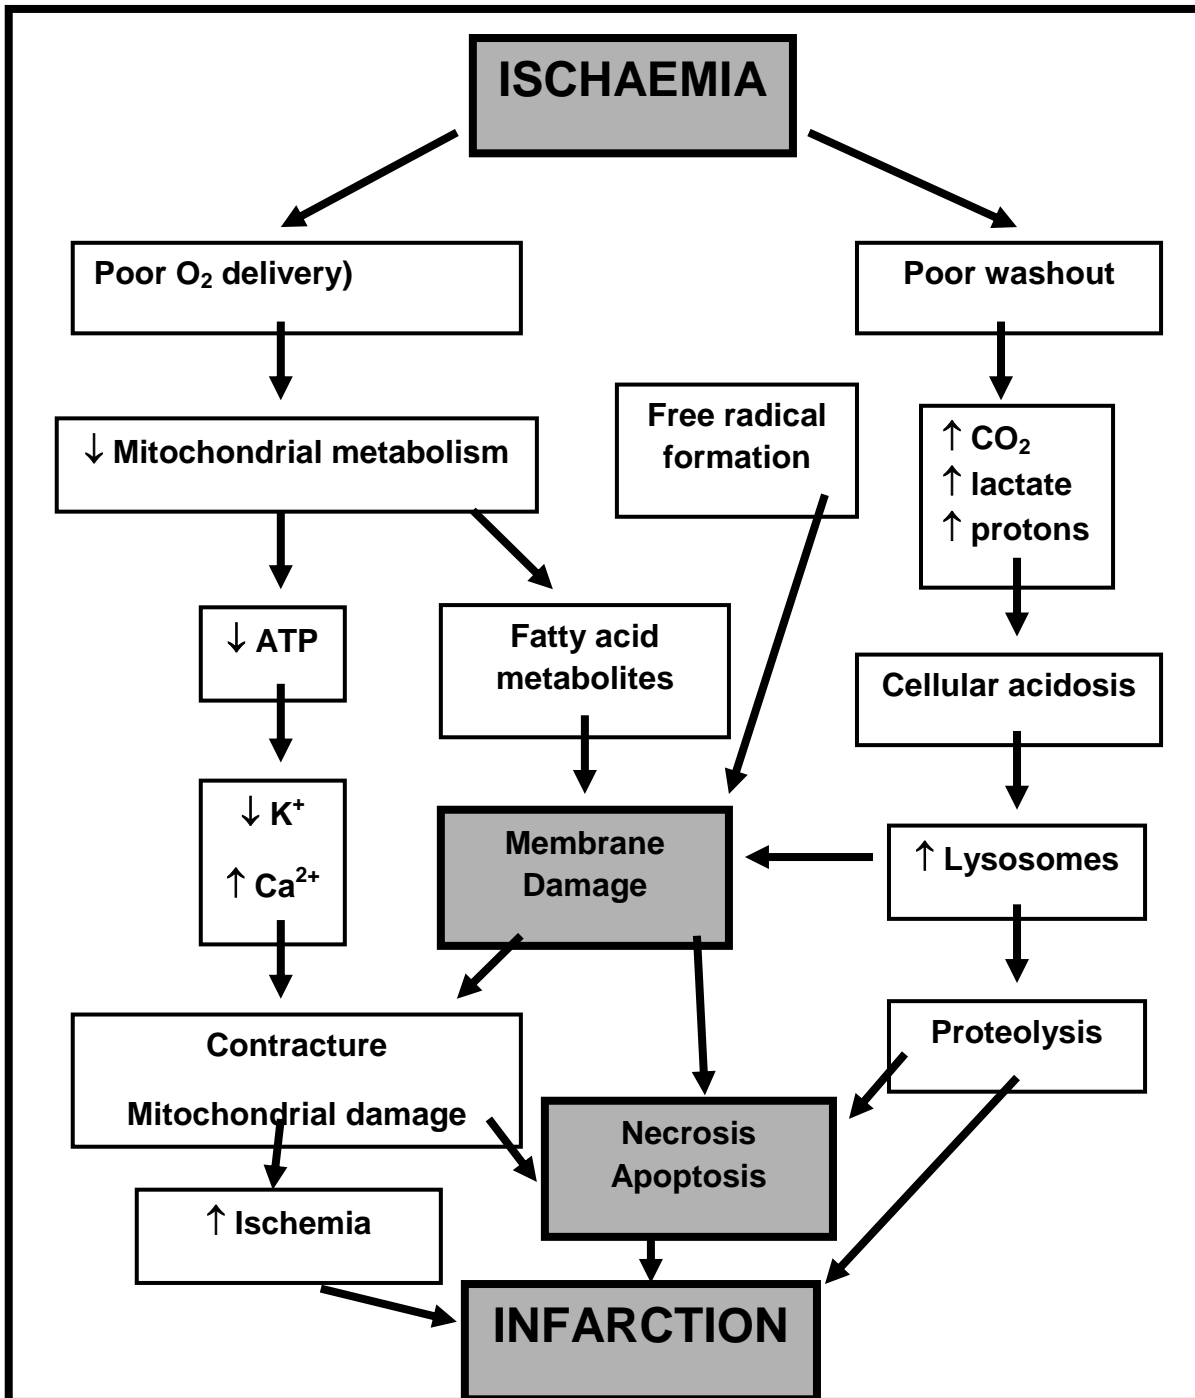 ISCHAEMIA
Poor O₂ delivery)
Poor washout
↓ Mitochondrial metabolism
Free radical
formation
↑ CO₂
↑ lactate
↑ protons
↓ ATP
Fatty acid
metabolites
Cellular acidosis
↓ K⁺
↑ Ca²⁺
Membrane
Damage
↑ Lysosomes
Contracture
Mitochondrial damage
Proteolysis
Necrosis
Apoptosis
↑ Ischemia
INFARCTION